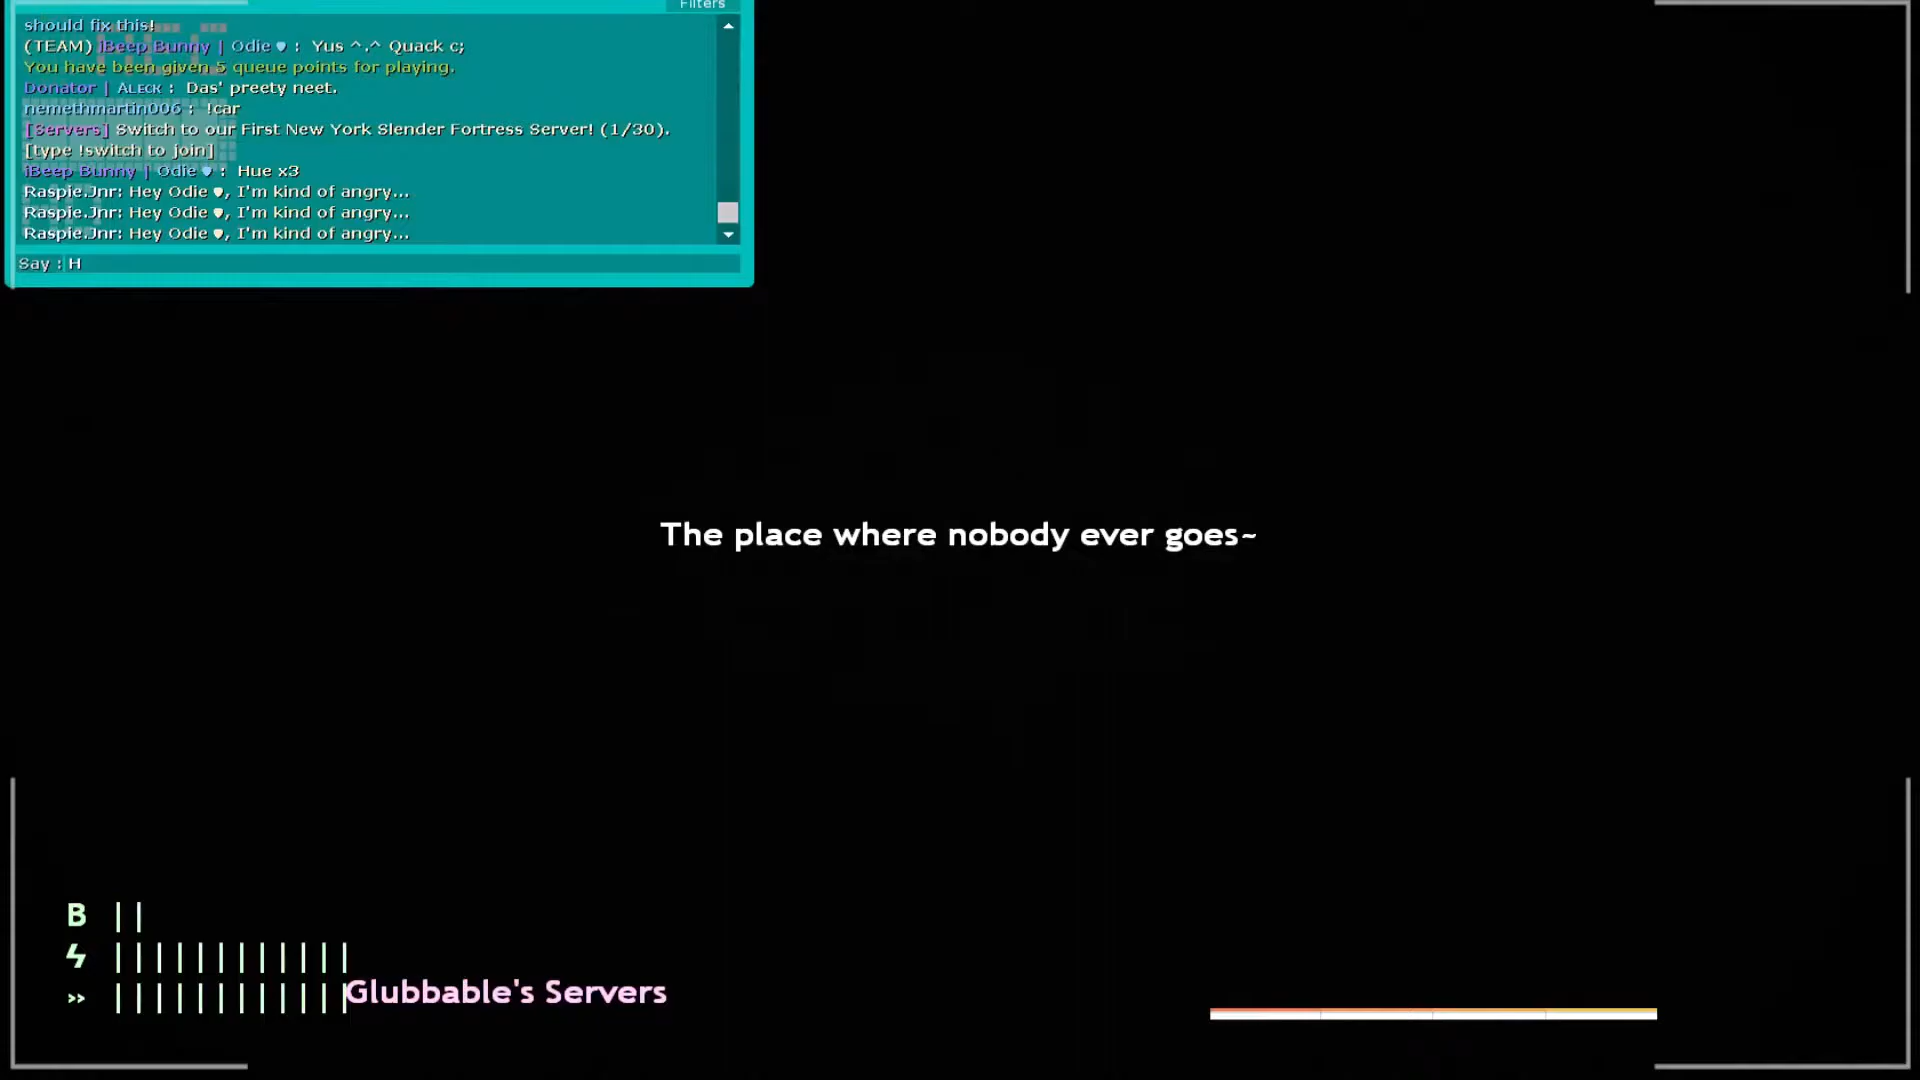 Filters
should fix this!
(TEAM) iBeep Bunny | Odie ♥ : Yus ^.^ Quack c;
You have been given 5 queue points for playing.
Donator | ALECK : Das' preety neet.
nemethmartin006 : !car
[Servers] Switch to our First New York Slender Fortress Server! (1/30).
[type !switch to join]
iBeep Bunny | Odie ♥ : Hue x3
Raspie.Jnr: Hey Odie ♥, I'm kind of angry...
Raspie.Jnr: Hey Odie ♥, I'm kind of angry...
Raspie.Jnr: Hey Odie ♥, I'm kind of angry...
Say : H
The place where nobody ever goes~
B
Glubbable's Servers